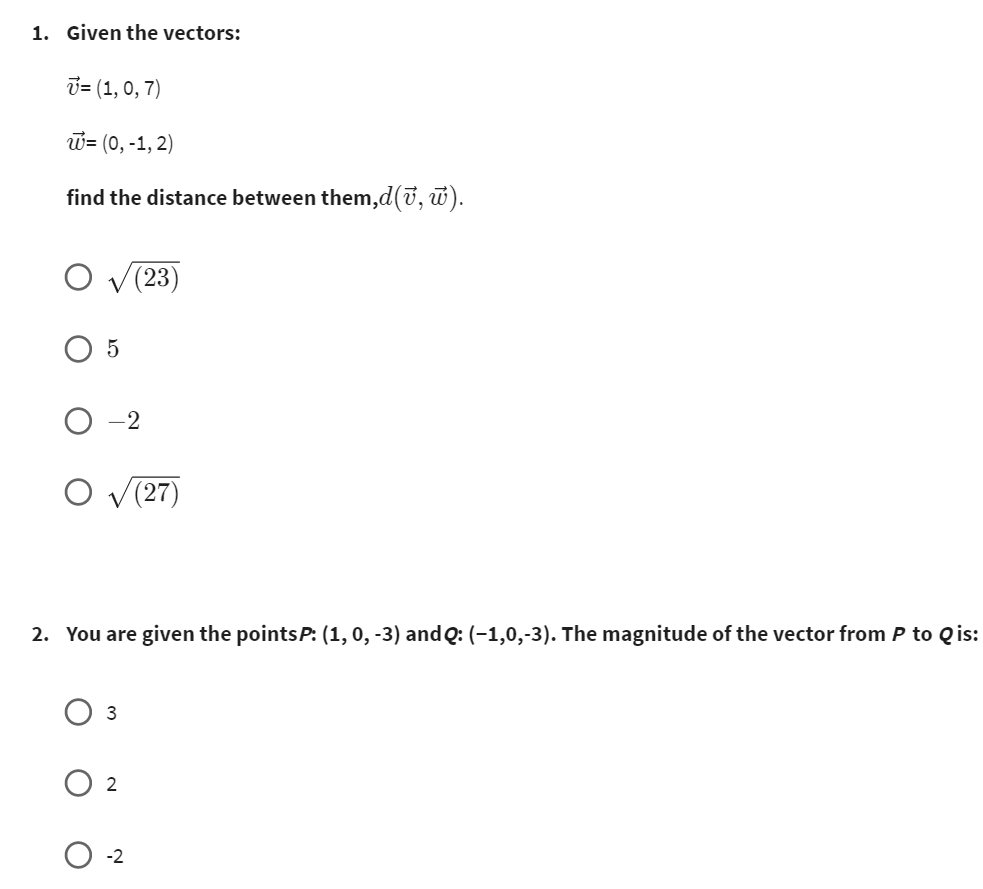 1. Given the vectors:
v⃗= (1, 0, 7)
w⃗= (0, -1, 2)
find the distance between them,d(v⃗, w⃗).
√(23)
5
−2
√(27)
2. You are given the pointsP: (1, 0, -3) andQ: (−1,0,-3). The magnitude of the vector from P to Q is:
3
2
-2